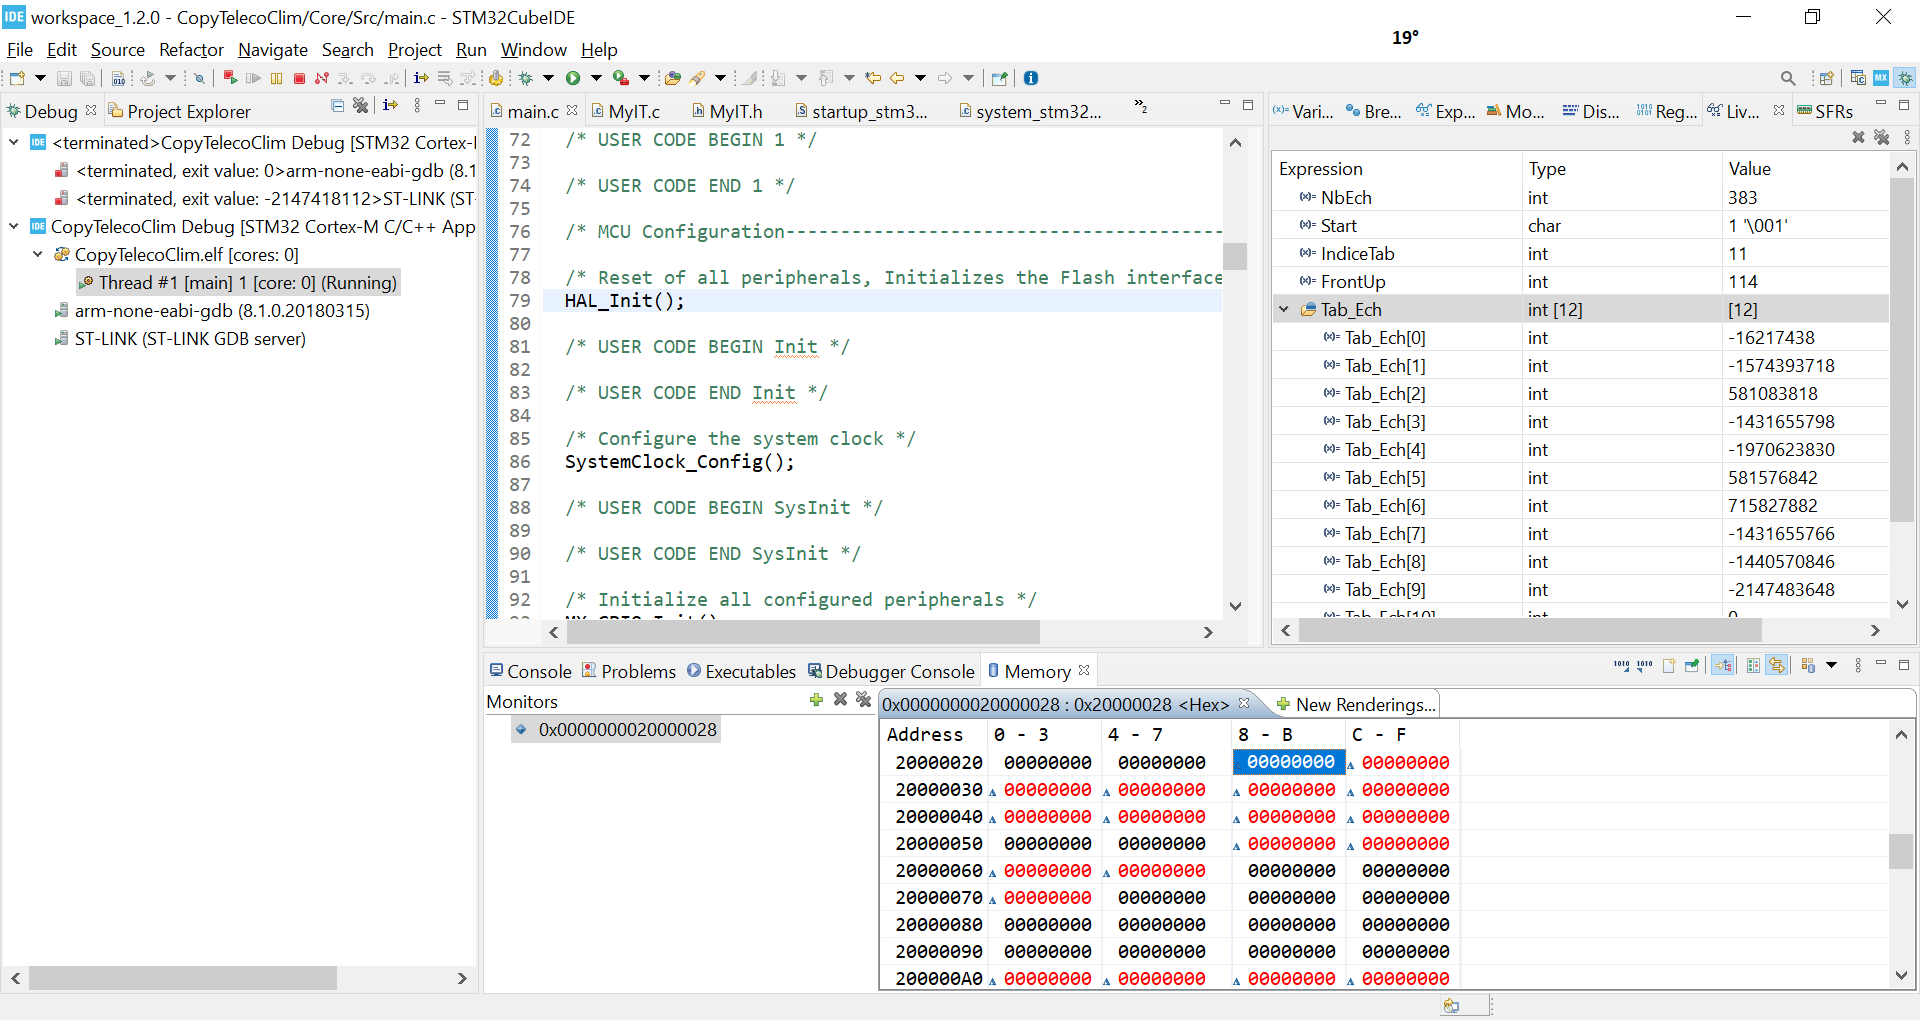 IDE workspace_1.2.0 - CopyTelecoClim/Core/Src/main.c - STM32CubeIDE
19°
File Edit Source Refactor Navigate Search Project Run Window Help
Debug Project Explorer
<terminated>CopyTelecoClim Debug [STM32 Cortex-
<terminated, exit value: 0>arm-none-eabi-gdb (8.1
<terminated, exit value: -2147418112>ST-LINK (ST-
CopyTelecoClim Debug [STM32 Cortex-M C/C++ App
CopyTelecoClim.elf [cores: 0]
Thread #1 [main] 1 [core: 0] (Running)
arm-none-eabi-gdb (8.1.0.20180315)
ST-LINK (ST-LINK GDB server)
main.c MyIT.c MyIT.h startup_stm3... system_stm32... »2
72 /* USER CODE BEGIN 1 */
73
74 /* USER CODE END 1 */
75
76 /* MCU Configuration----------------------------------------
77
78 /* Reset of all peripherals, Initializes the Flash interface
79 HAL_Init();
80
81 /* USER CODE BEGIN Init */
82
83 /* USER CODE END Init */
84
85 /* Configure the system clock */
86 SystemClock_Config();
87
88 /* USER CODE BEGIN SysInit */
89
90 /* USER CODE END SysInit */
91
92 /* Initialize all configured peripherals */
(x)= Vari... Bre... Exp... Mo... Dis... Reg... Liv... SFRs
Expression Type Value
NbEch int 383
Start char 1 '\001'
IndiceTab int 11
FrontUp int 114
Tab_Ech int [12] [12]
Tab_Ech[0] int -16217438
Tab_Ech[1] int -1574393718
Tab_Ech[2] int 581083818
Tab_Ech[3] int -1431655798
Tab_Ech[4] int -1970623830
Tab_Ech[5] int 581576842
Tab_Ech[6] int 715827882
Tab_Ech[7] int -1431655766
Tab_Ech[8] int -1440570846
Tab_Ech[9] int -2147483648
Console Problems Executables Debugger Console Memory
Monitors
0x0000000020000028
0x0000000020000028 : 0x20000028 <Hex> New Renderings...
Address 0 - 3 4 - 7 8 - B C - F
20000020 00000000 00000000 00000000 00000000
20000030 00000000 00000000 00000000 00000000
20000040 00000000 00000000 00000000 00000000
20000050 00000000 00000000 00000000 00000000
20000060 00000000 00000000 00000000 00000000
20000070 00000000 00000000 00000000 00000000
20000080 00000000 00000000 00000000 00000000
20000090 00000000 00000000 00000000 00000000
200000A0 00000000 00000000 00000000 00000000